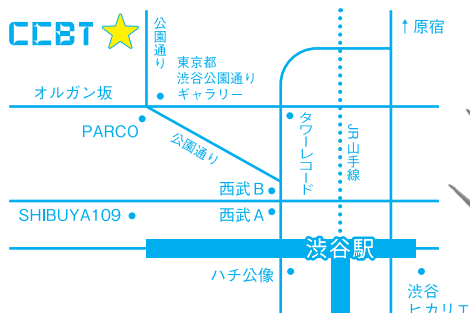 CCBT
公園通り
↑原宿
東京都
渋谷公園通り
ギャラリー
オルガン坂
PARCO
公園通り
タワーレコード
JR山手線
西武B
SHIBUYA109
西武A
渋谷駅
ハチ公像
渋谷
ヒカリエ